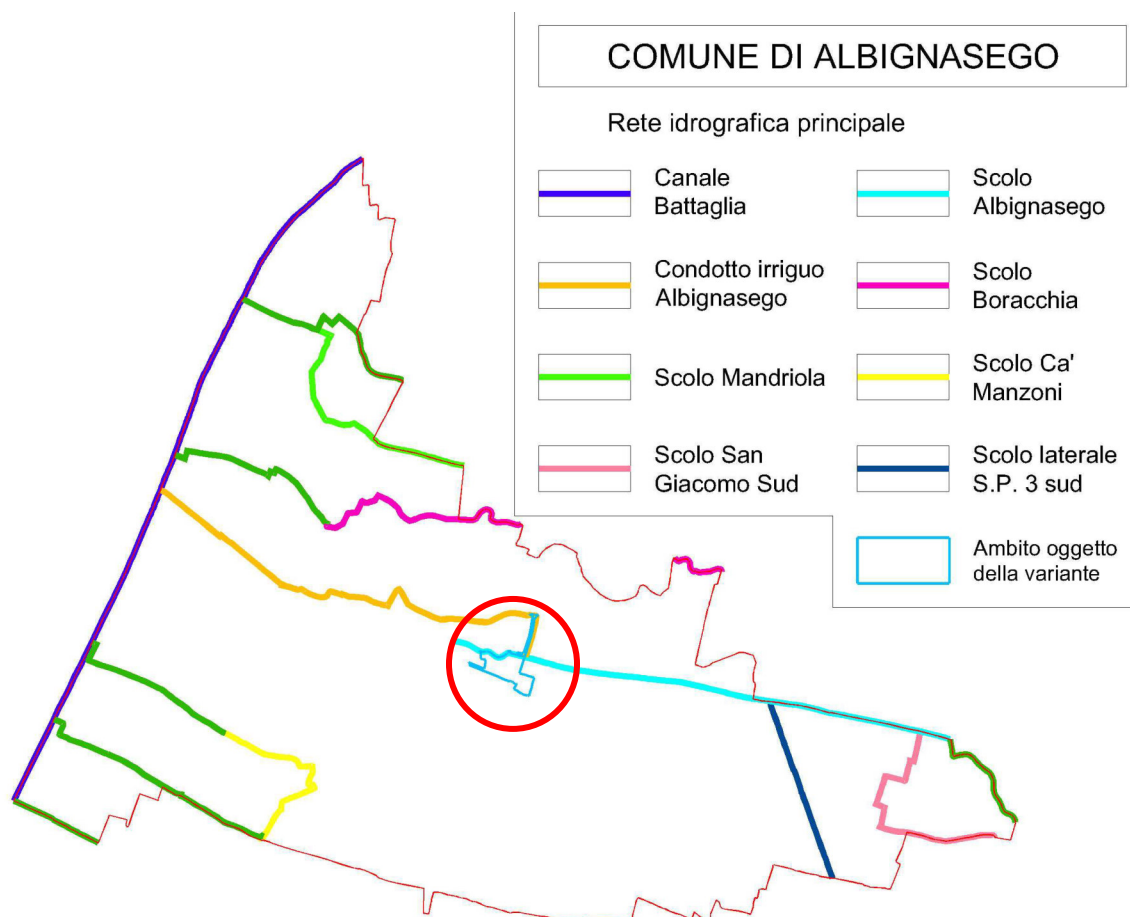 COMUNE DI ALBIGNASEGO
Rete idrografica principale
Canale
Battaglia
Condotto irriguo
Albignasego
Scolo Mandriola
Scolo San
Giacomo Sud
Scolo
Albignasego
Scolo
Boracchia
Scolo Ca'
Manzoni
Scolo laterale
S.P. 3 sud
Ambito oggetto
della variante